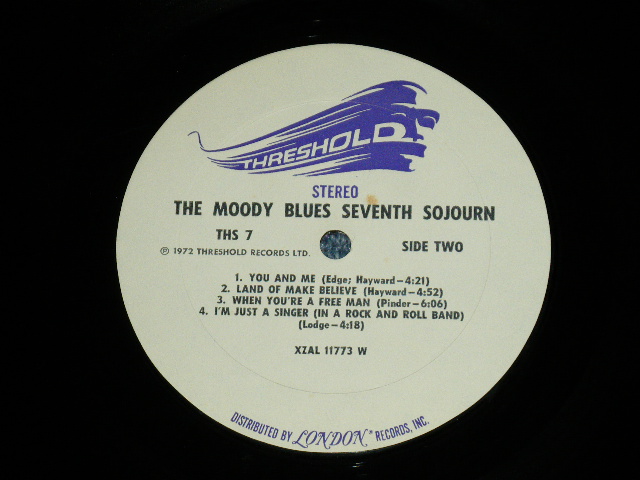 THRESHOLD
STEREO
THE MOODY BLUES SEVENTH SOJOURN
THS 7
SIDE TWO
℗ 1972 THRESHOLD RECORDS LTD.
1. YOU AND ME (Edge; Hayward—4:21)
2. LAND OF MAKE BELIEVE (Hayward—4:52)
3. WHEN YOU'RE A FREE MAN (Pinder—6:06)
4. I'M JUST A SINGER (IN A ROCK AND ROLL BAND)
(Lodge—4:18)
XZAL 11773 W
DISTRIBUTED BY LONDON® RECORDS, INC.